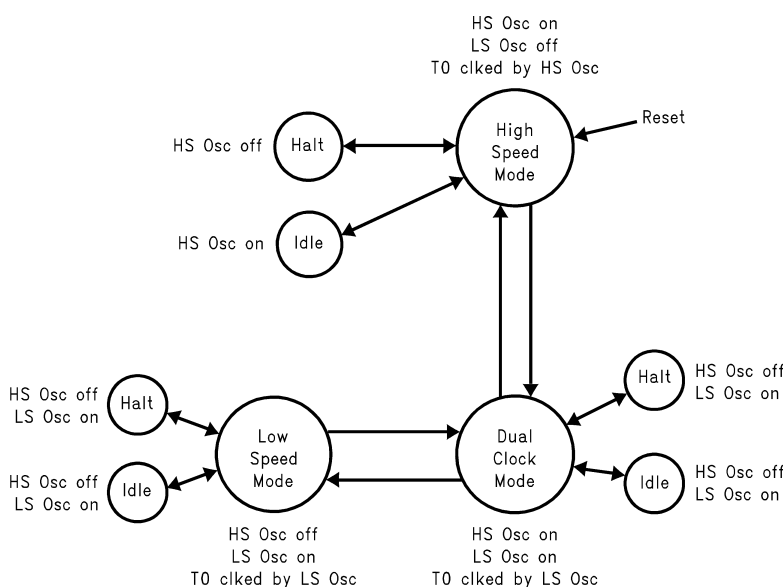 HS Osc on
LS Osc off
T0 clked by HS Osc
High
Speed
Mode
Reset
HS Osc off
Halt
HS Osc on
Idle
HS Osc off
LS Osc on
Halt
HS Osc off
LS Osc on
Idle
Low
Speed
Mode
HS Osc off
LS Osc on
T0 clked by LS Osc
Dual
Clock
Mode
HS Osc on
LS Osc on
T0 clked by LS Osc
Halt
HS Osc off
LS Osc on
Idle
HS Osc off
LS Osc on